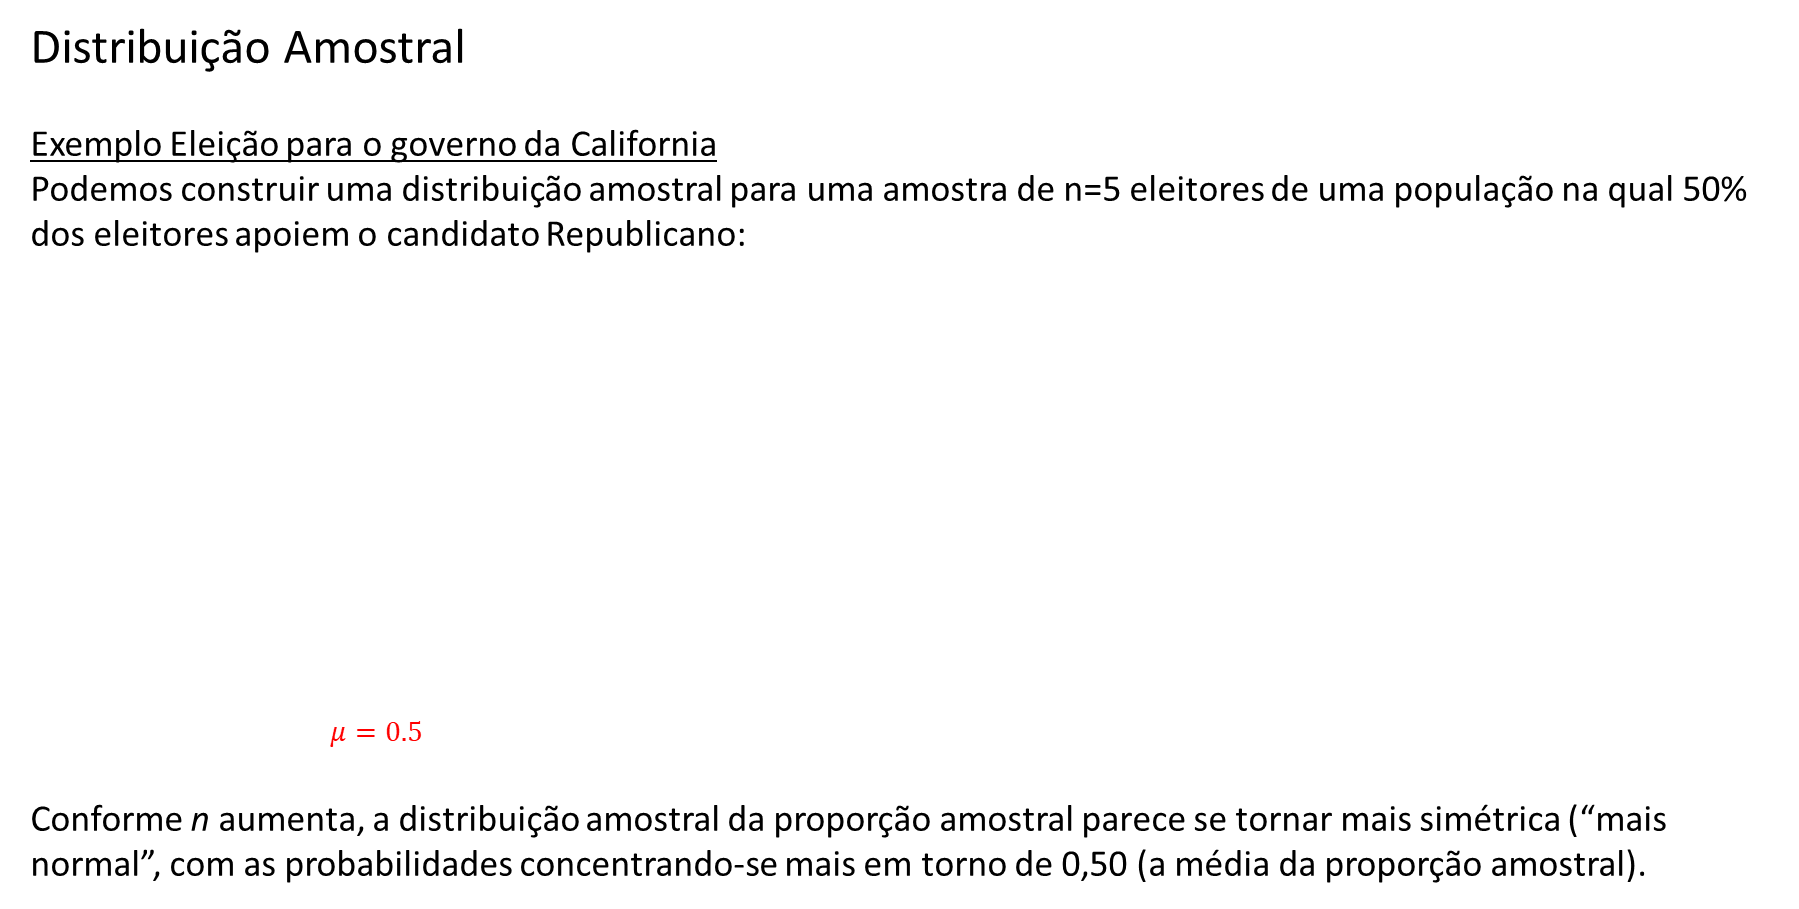 Distribuição Amostral
Exemplo Eleição para o governo da California
Podemos construir uma distribuição amostral para uma amostra de n=5 eleitores de uma população na qual 50%
dos eleitores apoiem o candidato Republicano:
μ = 0.5
Conforme n aumenta, a distribuição amostral da proporção amostral parece se tornar mais simétrica (“mais
normal”, com as probabilidades concentrando-se mais em torno de 0,50 (a média da proporção amostral).